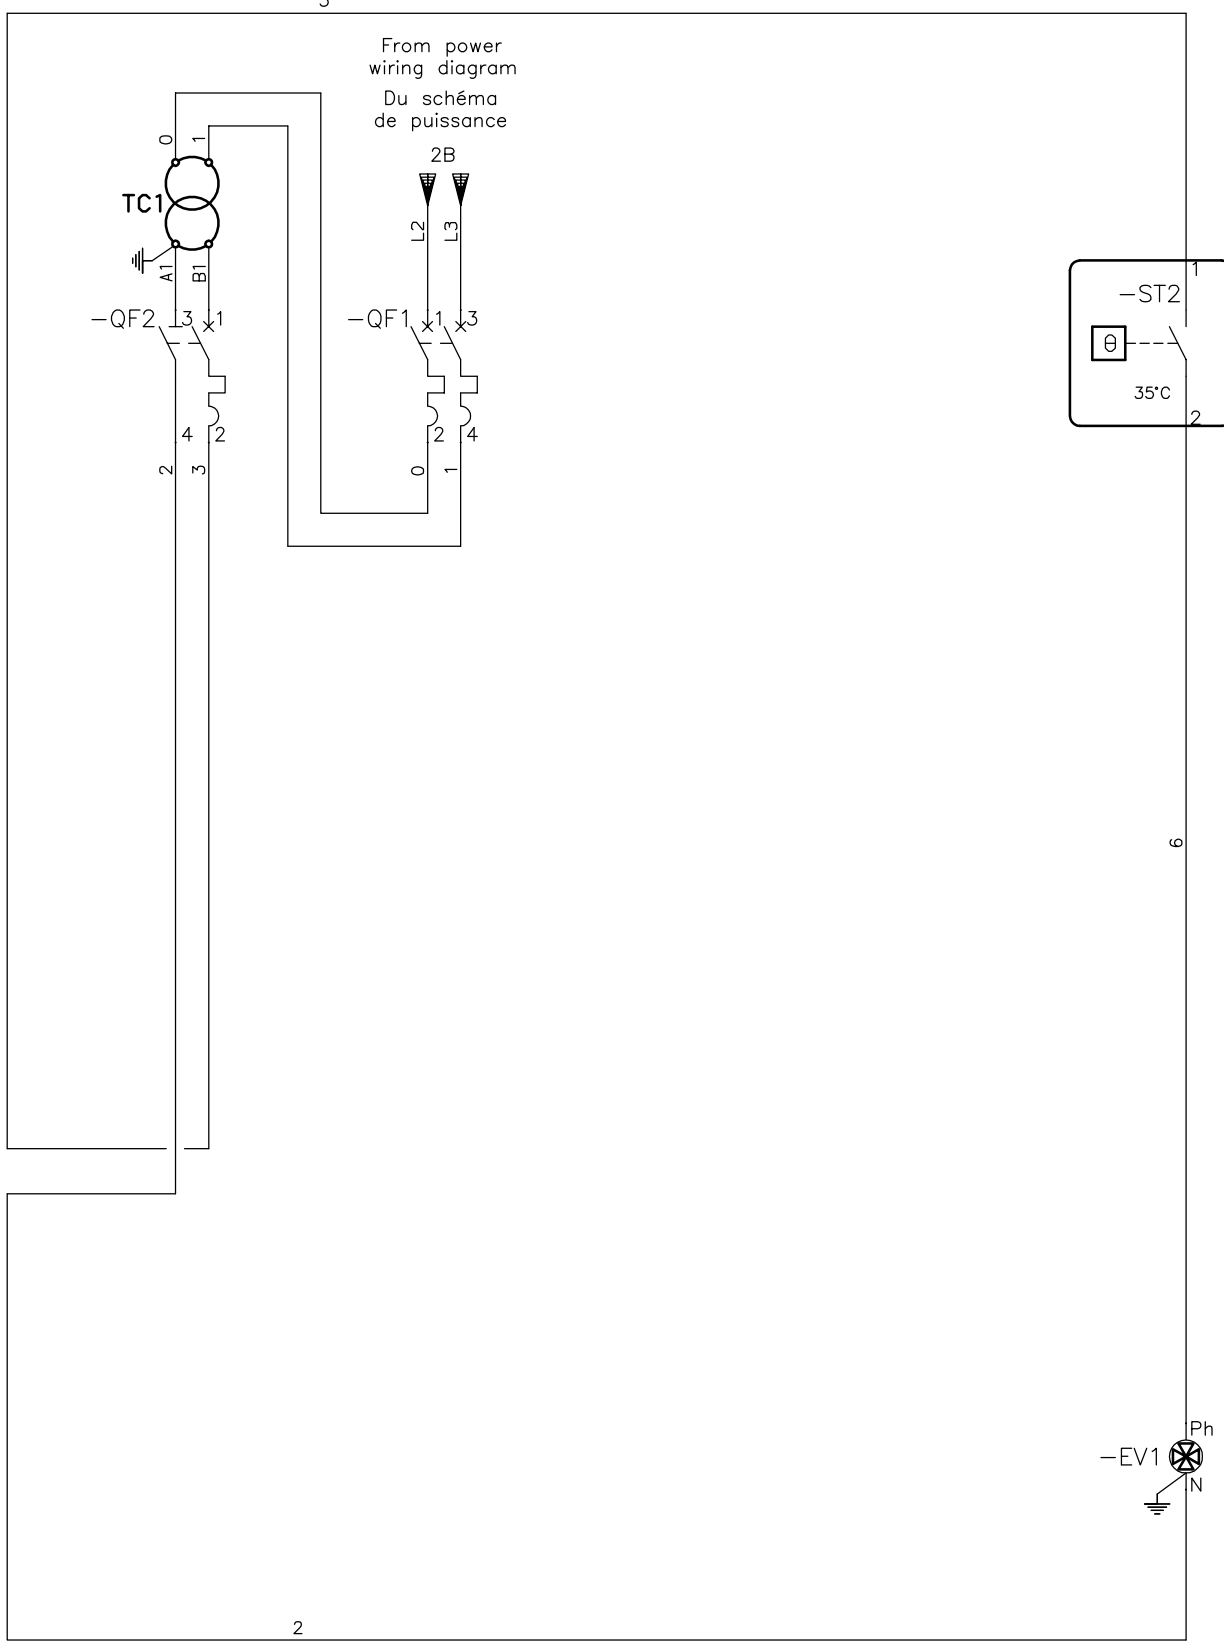 From power
wiring diagram
Du schéma
de puissance
2B
0
1
TC1
L2
L3
A1
B1
1
-ST2
-QF2
3
1
-QF1
1
3
θ
35°C
4
2
2
4
2
2
3
0
1
6
Ph
-EV1
N
2